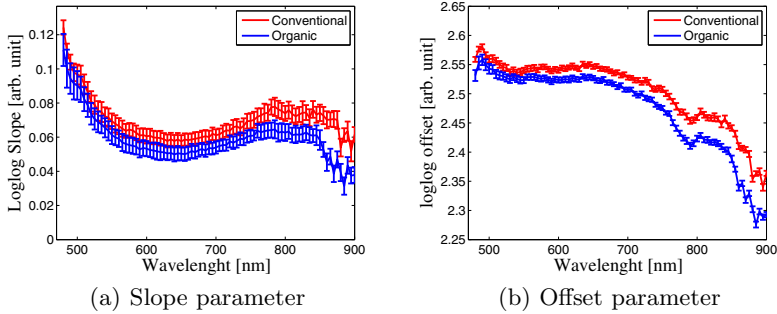 Conventional
Organic
0.12
0.1
0.08
0.06
0.04
0.02
0
500 600 700 800 900
Loglog Slope [arb. unit]
Wavelenght [nm]
(a) Slope parameter
Conventional
Organic
2.65
2.6
2.55
2.5
2.45
2.4
2.35
2.3
2.25
500 600 700 800 900
loglog offset [arb. unit]
Wavelenght [nm]
(b) Offset parameter